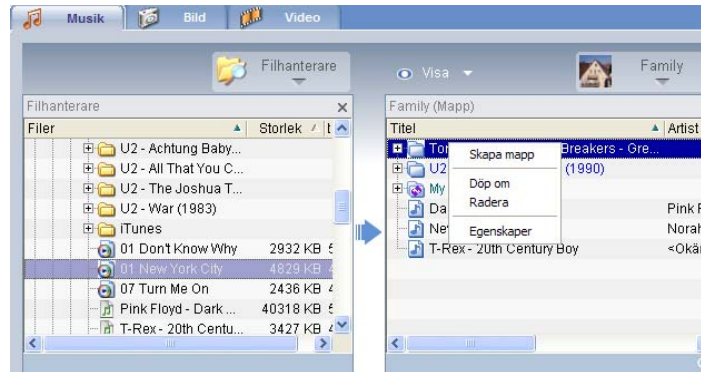 Musik Bild Video
Filhanterare Visa Family
Filhanterare
Filer Storlek
U2 - Achtung Baby...
U2 - All That You C...
U2 - The Joshua T...
U2 - War (1983)
iTunes
01 Don't Know Why 2932 KB
01 New York City 4829 KB
07 Turn Me On 2436 KB
Pink Floyd - Dark ... 40318 KB
T-Rex - 20th Centu... 3427 KB
Family (Mapp)
Titel Artist
Breakers - Gre...
U2 (1990)
My
Da Pink
Norah
T-Rex - 20th Century Boy <Okä
Skapa mapp
Döp om
Radera
Egenskaper